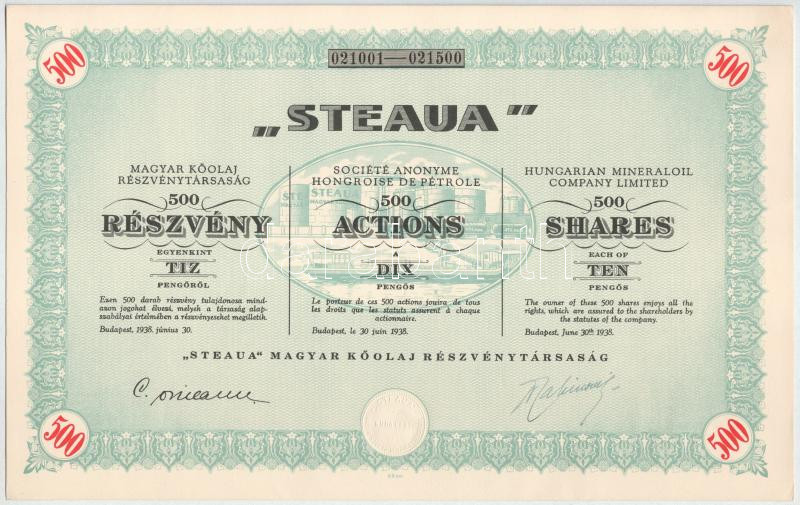 500
500
021001—021500
„STEAUA”
MAGYAR KŐOLAJ
RÉSZVÉNYTÁRSASÁG
500
RÉSZVÉNY
EGYENKINT
TIZ
PENGŐRŐL
Ezen 500 darab részvény tulajdonosa mind-
azon jogohat élvezi, melyek a társaság alap-
szabályai értelmében a részvényeseket megilletik.
Budapest, 1938. június 30.
SOCIÉTÉ ANONYME
HONGROISE DE PÉTROLE
STEAUA
500
ACTIONS
A
DIX
PENGŐS
Le porteur de ces 500 actions jouira de tous
les droits que les statuts assurent à chaque
actionnaire.
Budapest, le 30 juin 1938.
HUNGARIAN MINERALOIL
COMPANY LIMITED
500
SHARES
EACH OF
TEN
PENGŐS
The owner of these 500 shares enjoys all the
rights, which are assured to the shareholders by
the statutes of the company.
Budapest, June 30th 1938.
„STEAUA“ MAGYAR KŐOLAJ RÉSZVÉNYTÁRSASÁG
500
500